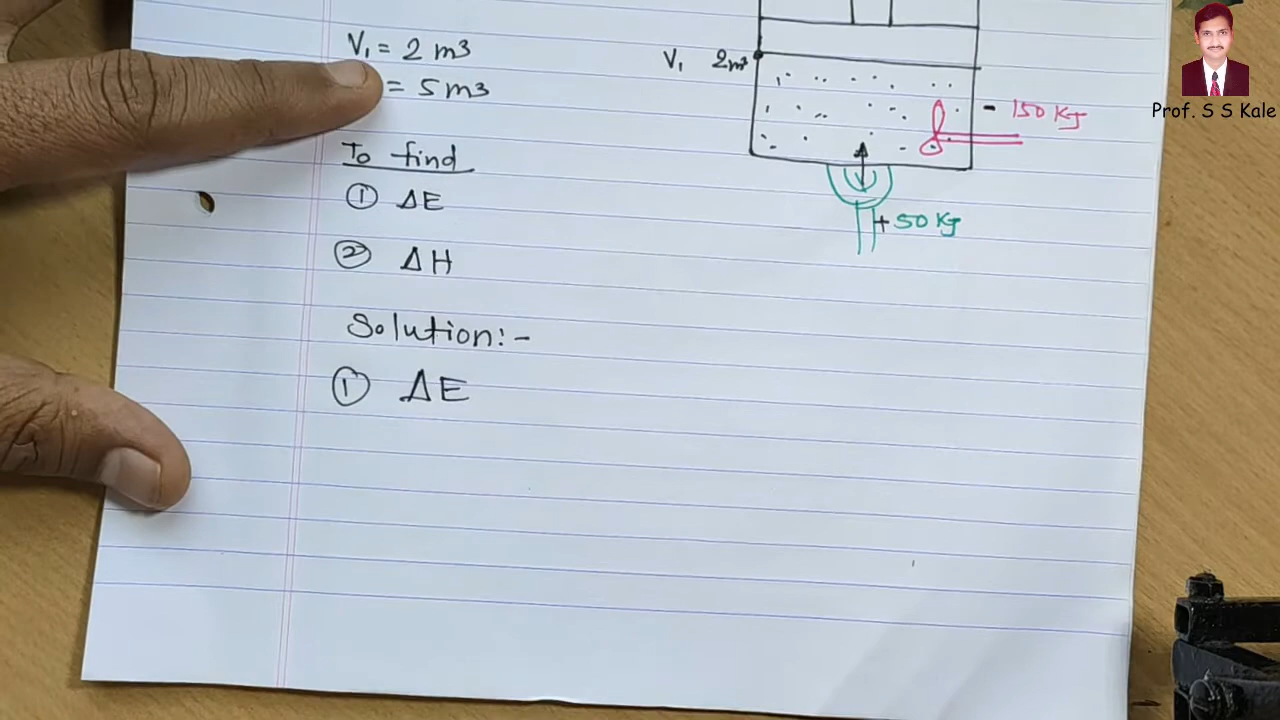 V₁ = 2 m³
= 5 m³
To find
① ΔE
② ΔH
Solution:-
① ΔE
V₁ 2m³
- 150 KJ
+ 50 KJ
Prof. S S Kale